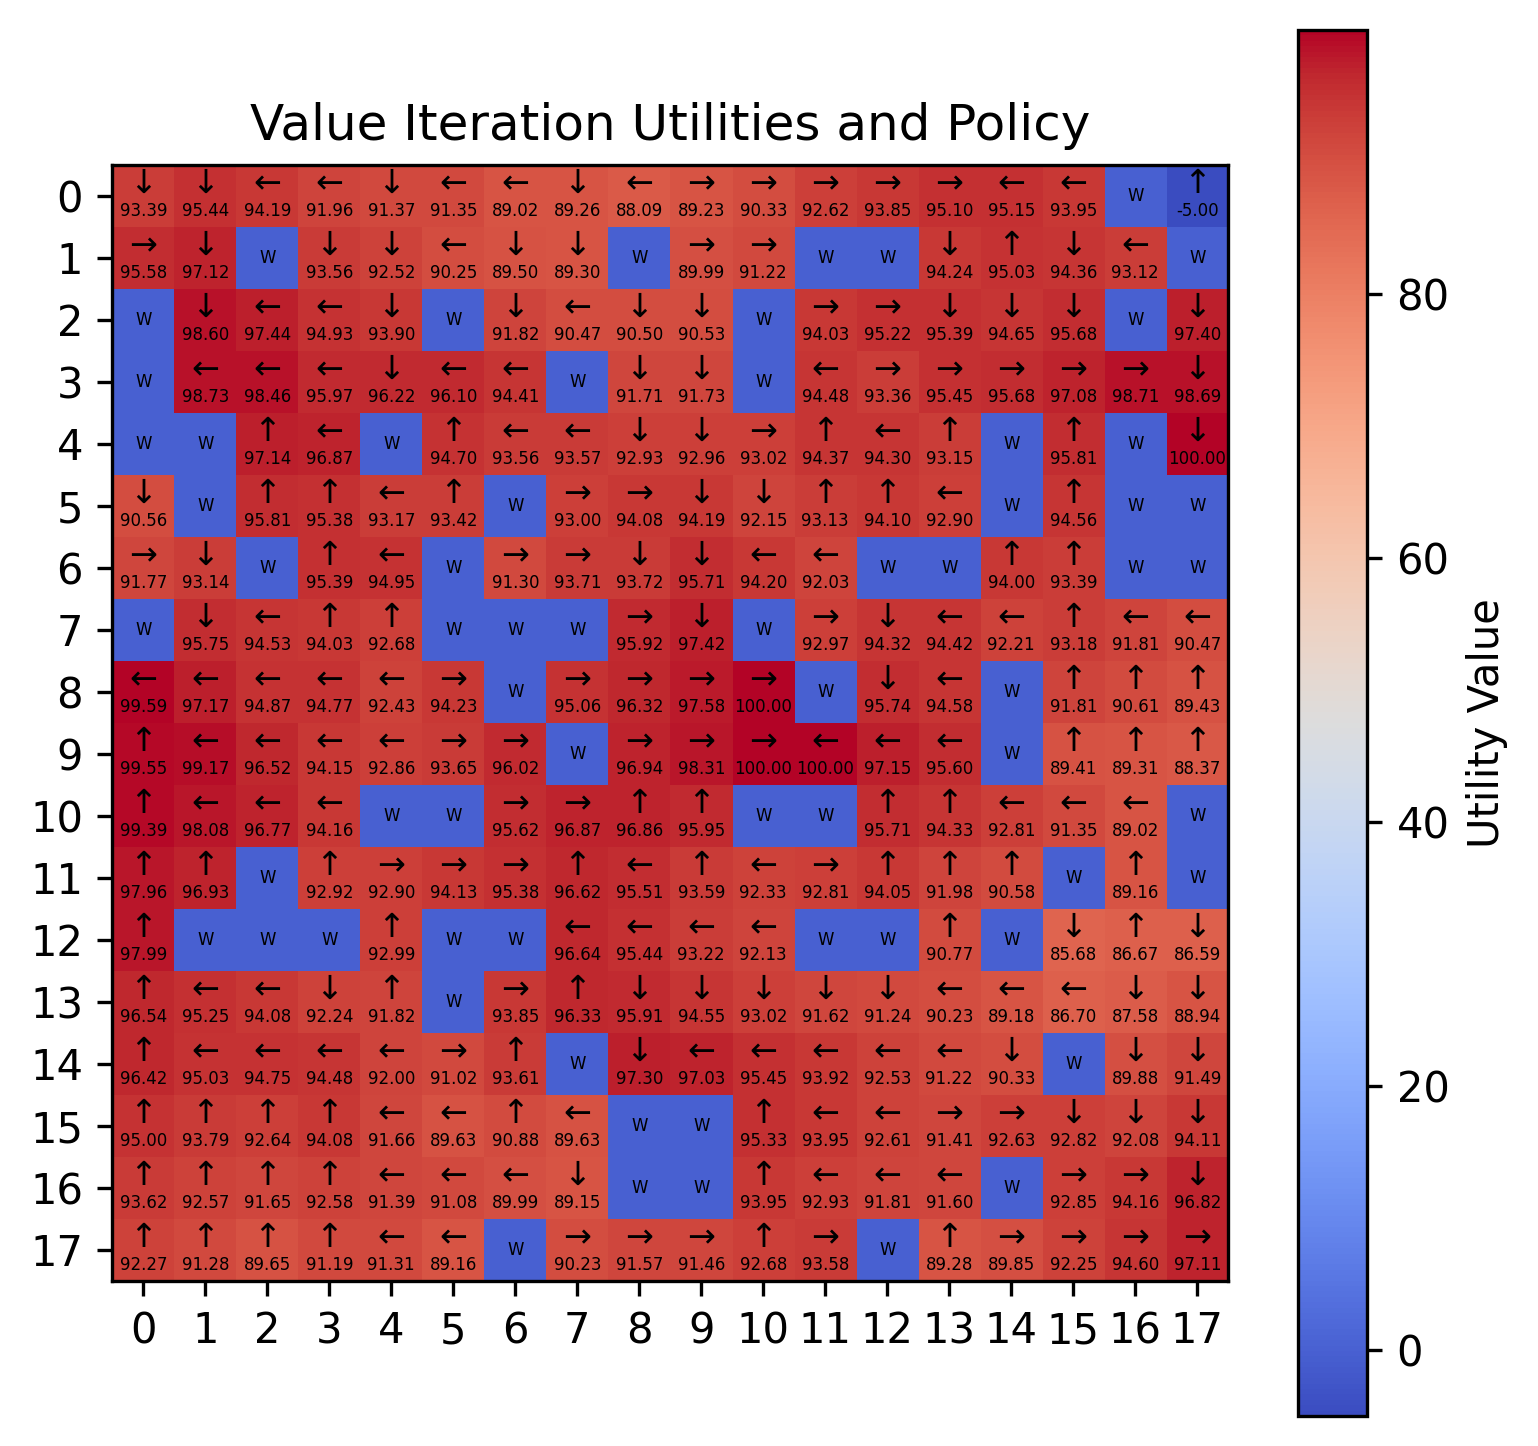 Value Iteration Utilities and Policy
0 ↓ ↓ ← ← ↓ ← ← ↓ ← → → → → → ← ← W ↑
93.39 95.44 94.19 91.96 91.37 91.35 89.02 89.26 88.09 89.23 90.33 92.62 93.85 95.10 95.15 93.95 -5.00
1 → ↓ W ↓ ↓ ← ↓ ↓ W → → W W ↓ ↑ ↓ ← W
95.58 97.12 93.56 92.52 90.25 89.50 89.30 89.99 91.22 94.24 95.03 94.36 93.12
2 W ↓ ← ← ↓ W ↓ ← ↓ ↓ W → → ↓ ↓ ↓ W ↓
98.60 97.44 94.93 93.90 91.82 90.47 90.50 90.53 94.03 95.22 95.39 94.65 95.68 97.40
3 W ← ← ← ↓ ← ← W ↓ ↓ W ← → → → → → ↓
98.73 98.46 95.97 96.22 96.10 94.41 91.71 91.73 94.48 93.36 95.45 95.68 97.08 98.71 98.69
4 W W ↑ ← W ↑ ← ← ↓ ↓ → ↑ ← ↑ W ↑ W ↓
97.14 96.87 94.70 93.56 93.57 92.93 92.96 93.02 94.37 94.30 93.15 95.81 100.00
5 ↓ W ↑ ↑ ← ↑ W → → ↓ ↓ ↑ ↑ ← W ↑ W W
90.56 95.81 95.38 93.17 93.42 93.00 94.08 94.19 92.15 93.13 94.10 92.90 94.56
6 → ↓ W ↑ ← W → → ↓ ↓ ← ← W W ↑ ↑ W W
91.77 93.14 95.39 94.95 91.30 93.71 93.72 95.71 94.20 92.03 94.00 93.39
7 W ↓ ← ↑ ↑ W W W → ↓ W → ↓ ← ← ↑ ← ←
95.75 94.53 94.03 92.68 95.92 97.42 92.97 94.32 94.42 92.21 93.18 91.81 90.47
8 ← ← ← ← ← → W → → → → W ↓ ← W ↑ ↑ ↑
99.59 97.17 94.87 94.77 92.43 94.23 95.06 96.32 97.58 100.00 95.74 94.58 91.81 90.61 89.43
9 ↑ ← ← ← ← → → W → → → ← ← ← W ↑ ↑ ↑
99.55 99.17 96.52 94.15 92.86 93.65 96.02 96.94 98.31 100.00 100.00 97.15 95.60 89.41 89.31 88.37
10 ↑ ← ← ← W W → → ↑ ↑ W W ↑ ↑ ← ← ← W
99.39 98.08 96.77 94.16 95.62 96.87 96.86 95.95 95.71 94.33 92.81 91.35 89.02
11 ↑ ↑ W ↑ → → → ↑ ← ↑ ← → ↑ ↑ ↑ W ↑ W
97.96 96.93 92.92 92.90 94.13 95.38 96.62 95.51 93.59 92.33 92.81 94.05 91.98 90.58 89.16
12 ↑ W W W ↑ W W ← ← ← ← W W ↑ W ↓ ↑ ↓
97.99 92.99 96.64 95.44 93.22 92.13 90.77 85.68 86.67 86.59
13 ↑ ← ← ↓ ↑ W → ↑ ↓ ↓ ↓ ↓ ↓ ← ← ← ↓ ↓
96.54 95.25 94.08 92.24 91.82 93.85 96.33 95.91 94.55 93.02 91.62 91.24 90.23 89.18 86.70 87.58 88.94
14 ↑ ← ← ← ← → ↑ W ↓ ← ← ← ← ← ↓ W ↓ ↓
96.42 95.03 94.75 94.48 92.00 91.02 93.61 97.30 97.03 95.45 93.92 92.53 91.22 90.33 89.88 91.49
15 ↑ ↑ ↑ ↑ ← ← ↑ ← W W ↑ ← ← → → ↓ ↓ ↓
95.00 93.79 92.64 94.08 91.66 89.63 90.88 89.63 95.33 93.95 92.61 91.41 92.63 92.82 92.08 94.11
16 ↑ ↑ ↑ ↑ ← ← ← ↓ W W ↑ ← ← ← W → → ↓
93.62 92.57 91.65 92.58 91.39 91.08 89.99 89.15 93.95 92.93 91.81 91.60 92.85 94.16 96.82
17 ↑ ↑ ↑ ↑ ← ← W → → → ↑ → W ↑ → → → →
92.27 91.28 89.65 91.19 91.31 89.16 90.23 91.57 91.46 92.68 93.58 89.28 89.85 92.25 94.60 97.11
0 1 2 3 4 5 6 7 8 9 10 11 12 13 14 15 16 17
80
60
40
20
0
Utility Value